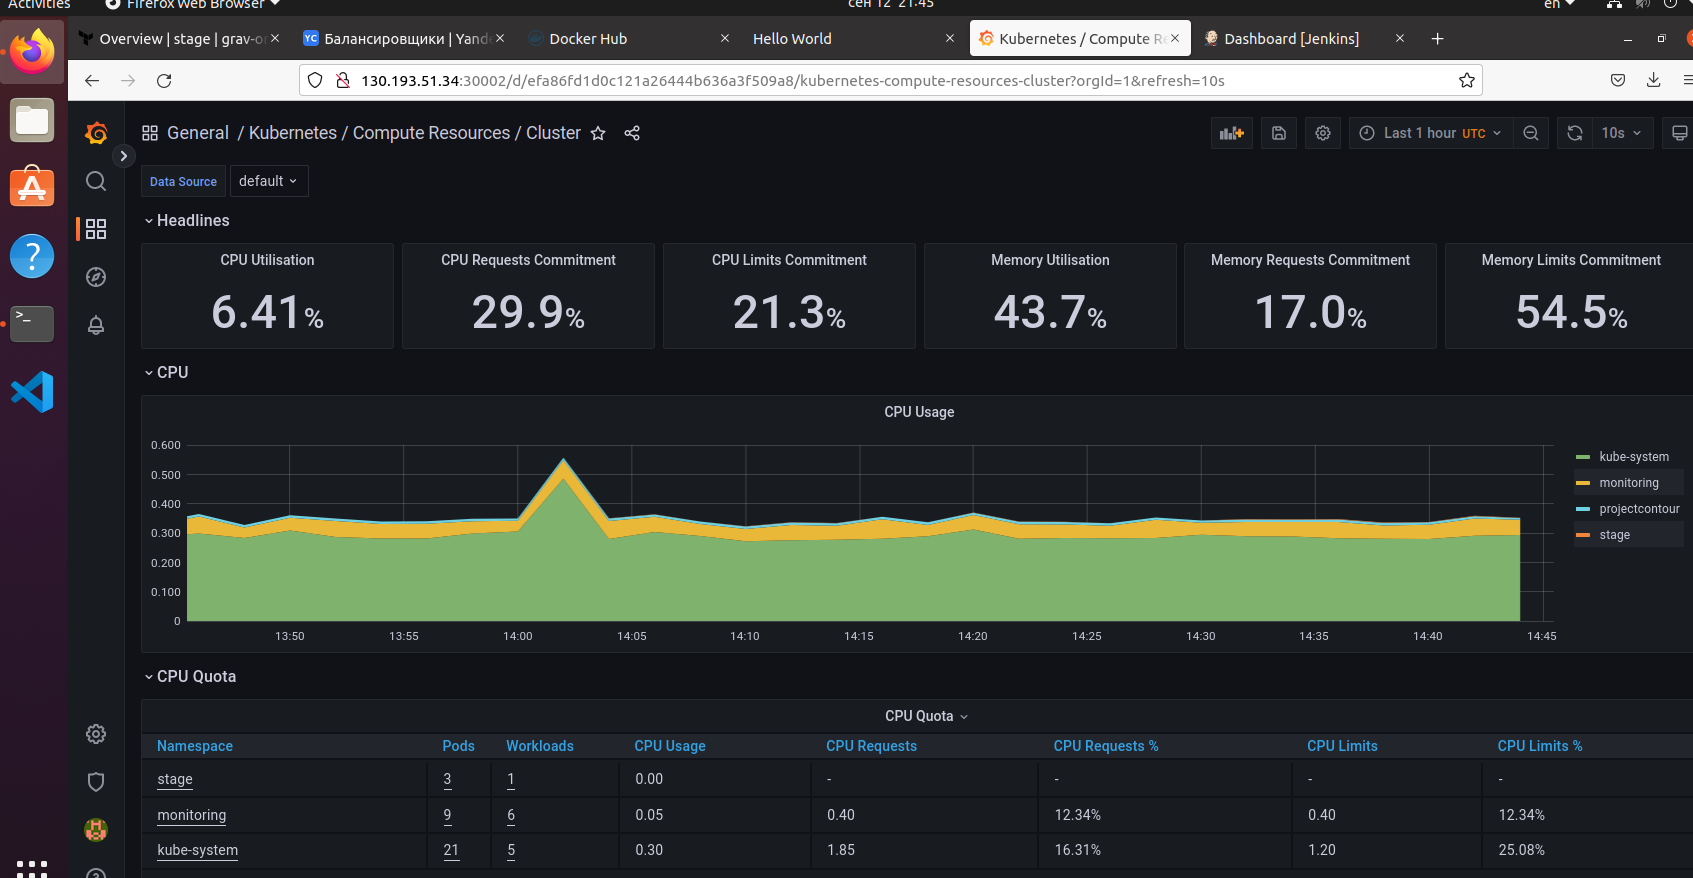 Activities Firefox Web Browser сен 12 21:45 en
Overview | stage | grav-o
YC Балансировщики | Yand
Docker Hub
Hello World
Kubernetes / Compute Re
Dashboard [Jenkins]
130.193.51.34:30002/d/efa86fd1d0c121a26444b636a3f509a8/kubernetes-compute-resources-cluster?orgId=1&refresh=10s
General / Kubernetes / Compute Resources / Cluster
Last 1 hour UTC
10s
Data Source default
Headlines
CPU Utilisation
6.41%
CPU Requests Commitment
29.9%
CPU Limits Commitment
21.3%
Memory Utilisation
43.7%
Memory Requests Commitment
17.0%
Memory Limits Commitment
54.5%
CPU
CPU Usage
0.600
0.500
0.400
0.300
0.200
0.100
0
13:50 13:55 14:00 14:05 14:10 14:15 14:20 14:25 14:30 14:35 14:40 14:45
kube-system
monitoring
projectcontour
stage
CPU Quota
CPU Quota
Namespace Pods Workloads CPU Usage CPU Requests CPU Requests % CPU Limits CPU Limits %
stage 3 1 0.00 - - - -
monitoring 9 6 0.05 0.40 12.34% 0.40 12.34%
kube-system 21 5 0.30 1.85 16.31% 1.20 25.08%